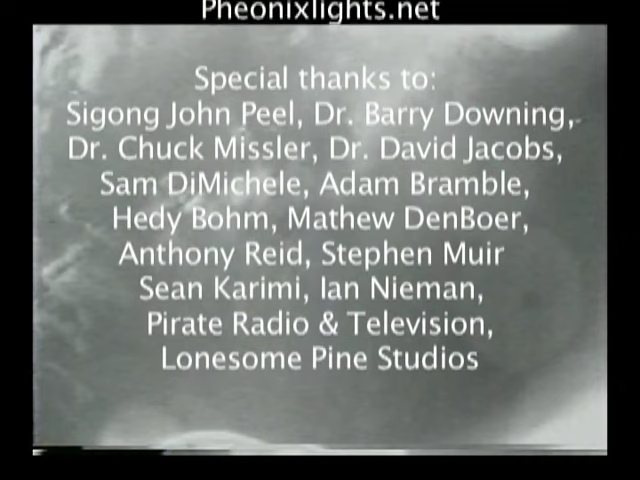 Pheonixlights.net
Special thanks to:
Sigong John Peel, Dr. Barry Downing,
Dr. Chuck Missler, Dr. David Jacobs,
Sam DiMichele, Adam Bramble,
Hedy Bohm, Mathew DenBoer,
Anthony Reid, Stephen Muir
Sean Karimi, Ian Nieman,
Pirate Radio & Television,
Lonesome Pine Studios